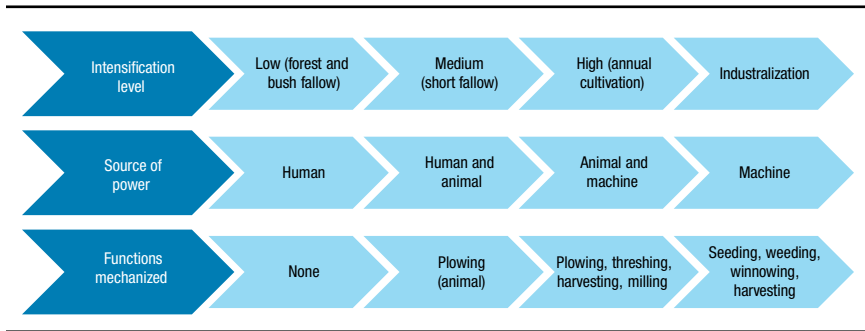 Intensification
level
Low (forest and
bush fallow)
Medium
(short fallow)
High (annual
cultivation)
Industralization
Source of
power
Human
Human and
animal
Animal and
machine
Machine
Functions
mechanized
None
Plowing
(animal)
Plowing, threshing,
harvesting, milling
Seeding, weeding,
winnowing,
harvesting